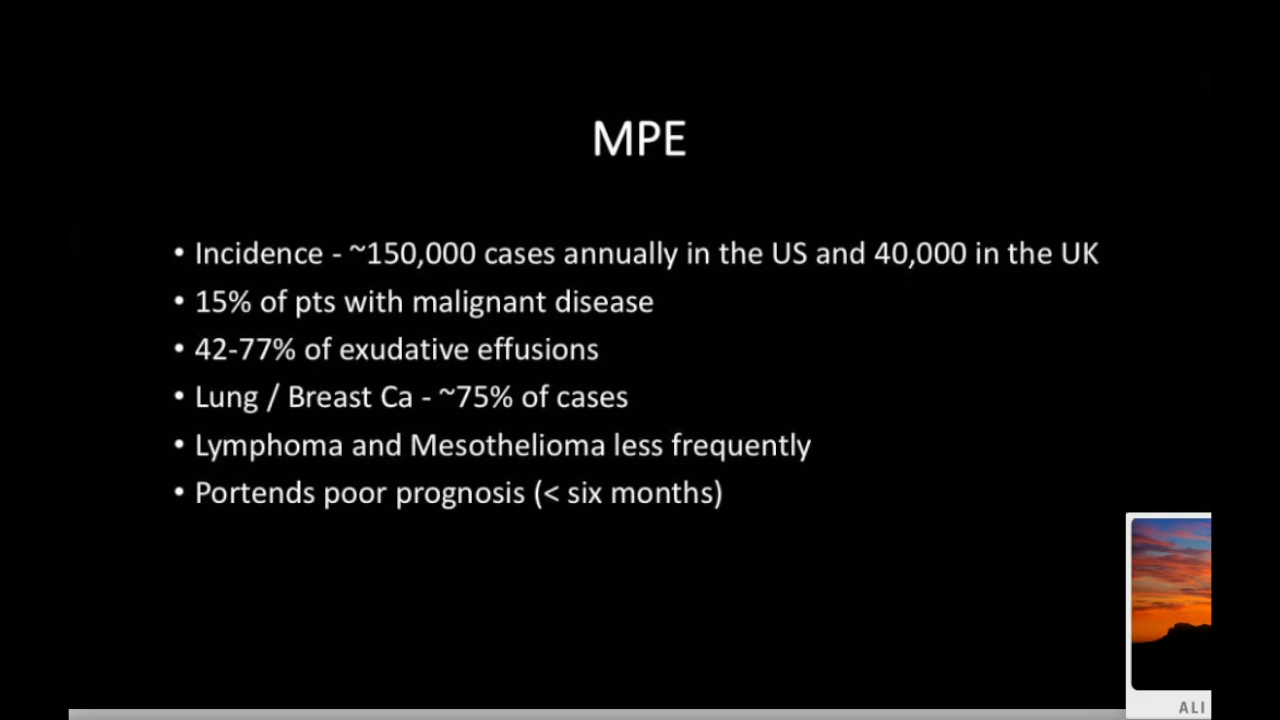 MPE
• Incidence - ~150,000 cases annually in the US and 40,000 in the UK
• 15% of pts with malignant disease
• 42-77% of exudative effusions
• Lung / Breast Ca - ~75% of cases
• Lymphoma and Mesothelioma less frequently
• Portends poor prognosis (< six months)
ALI